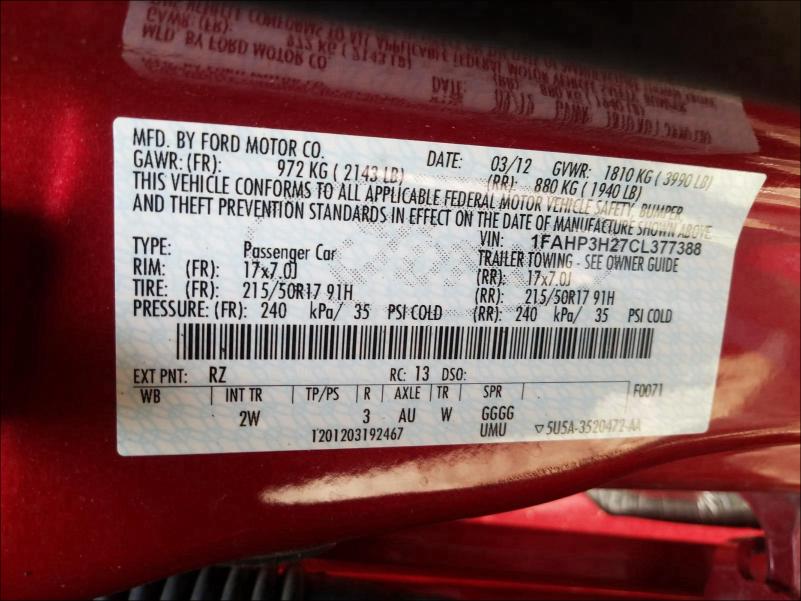 MFD. BY FORD MOTOR CO. DATE: 03/12 GVWR: 1810 KG ( 3990 LB)
GAWR: (FR): 972 KG ( 2143 LB) (RR): 880 KG ( 1940 LB)
THIS VEHICLE CONFORMS TO ALL APPLICABLE FEDERAL MOTOR VEHICLE SAFETY, BUMPER
AND THEFT PREVENTION STANDARDS IN EFFECT ON THE DATE OF MANUFACTURE SHOWN ABOVE.
VIN: 1FAHP3H27CL377388
TYPE: Passenger Car TRAILER TOWING - SEE OWNER GUIDE
RIM: (FR): 17x7.0J (RR): 17x7.0J
TIRE: (FR): 215/50R17 91H (RR): 215/50R17 91H
PRESSURE: (FR): 240 kPa/ 35 PSI COLD (RR): 240 kPa/ 35 PSI COLD
EXT PNT: RZ RC: 13 DSO:
WB INT TR TP/PS R AXLE TR SPR F0071
2W 3 AU W GGGG
1201203192467 UMU ▽5U5A-3520472-AA